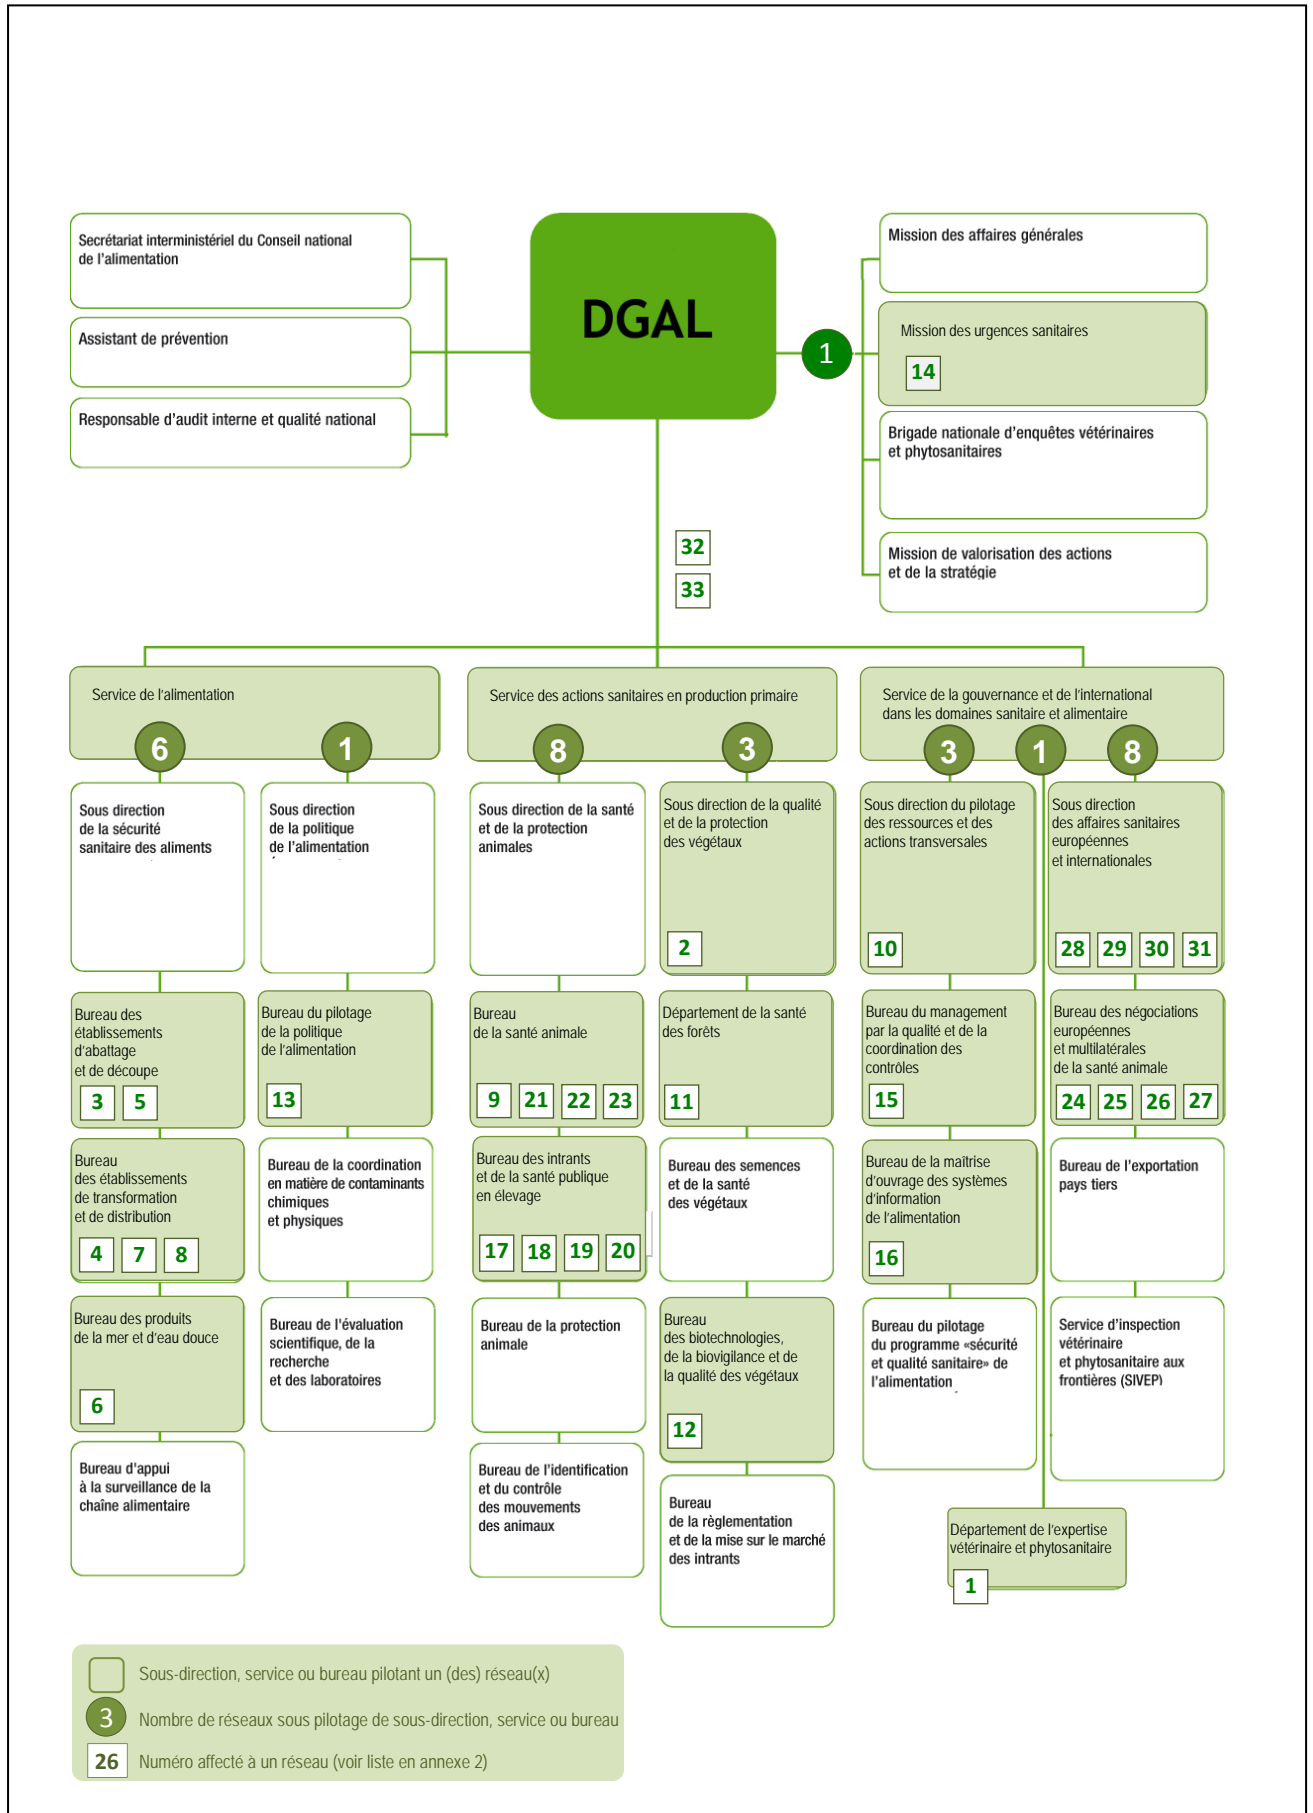 Secrétariat interministériel du Conseil national
de l'alimentation
Assistant de prévention
Responsable d'audit interne et qualité national
DGAL
1
Mission des affaires générales
Mission des urgences sanitaires
14
Brigade nationale d'enquêtes vétérinaires
et phytosanitaires
Mission de valorisation des actions
et de la stratégie
32
33
Service de l'alimentation
6
1
Sous direction
de la sécurité
sanitaire des aliments
Bureau des
établissements
d'abattage
et de découpe
3 5
Bureau
des établissements
de transformation
et de distribution
4 7 8
Bureau des produits
de la mer et d'eau douce
6
Bureau d'appui
à la surveillance de la
chaîne alimentaire
Sous direction
de la politique
de l'alimentation
Bureau du pilotage
de la politique
de l'alimentation
13
Bureau de la coordination
en matière de contaminants
chimiques
et physiques
Bureau de l'évaluation
scientifique, de la
recherche
et des laboratoires
Service des actions sanitaires en production primaire
8
3
Sous direction de la santé
et de la protection
animales
Bureau
de la santé animale
9 21 22 23
Bureau des intrants
et de la santé publique
en élevage
17 18 19 20
Bureau de la protection
animale
Bureau de l'identification
et du contrôle
des mouvements
des animaux
Sous direction de la qualité
et de la protection
des végétaux
2
Département de la santé
des forêts
11
Bureau des semences
et de la santé
des végétaux
Bureau
des biotechnologies,
de la biovigilance et de
la qualité des végétaux
12
Bureau
de la règlementation
et de la mise sur le marché
des intrants
Service de la gouvernance et de l'international
dans les domaines sanitaire et alimentaire
3
1
8
Sous direction du pilotage
des ressources et des
actions transversales
10
Bureau du management
par la qualité et de la
coordination des
contrôles
15
Bureau de la maîtrise
d'ouvrage des systèmes
d'information
de l'alimentation
16
Bureau du pilotage
du programme «sécurité
et qualité sanitaire» de
l'alimentation
Sous direction
des affaires sanitaires
européennes
et internationales
28 29 30 31
Bureau des négociations
européennes
et multilatérales
de la santé animale
24 25 26 27
Bureau de l'exportation
pays tiers
Service d'inspection
vétérinaire
et phytosanitaire aux
frontières (SIVEP)
Département de l'expertise
vétérinaire et phytosanitaire
1
Sous-direction, service ou bureau pilotant un (des) réseau(x)
3 Nombre de réseaux sous pilotage de sous-direction, service ou bureau
26 Numéro affecté à un réseau (voir liste en annexe 2)